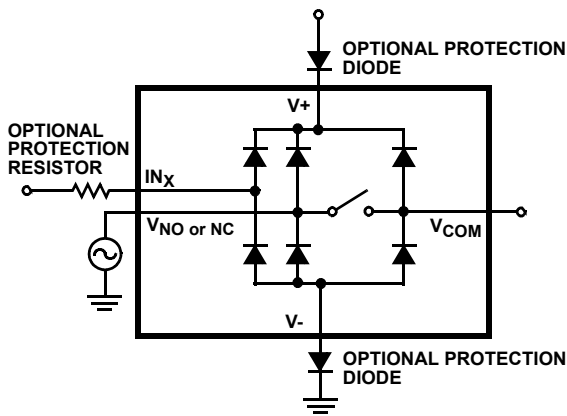 OPTIONAL PROTECTION
DIODE
V+
OPTIONAL
PROTECTION
RESISTOR
INX
VNO or NC
VCOM
V-
OPTIONAL PROTECTION
DIODE